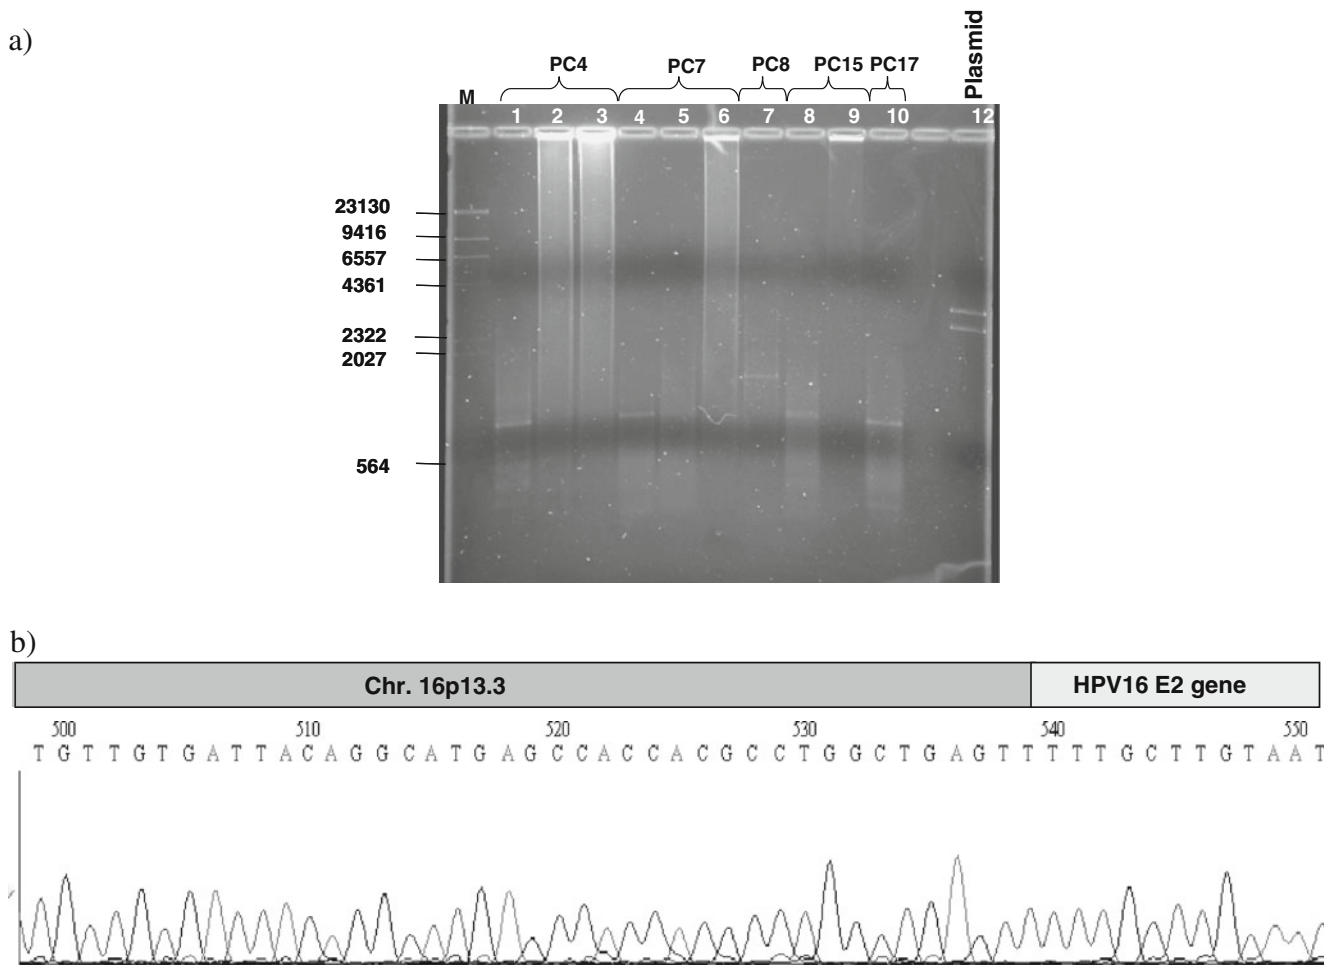 a)
PC4 PC7 PC8 PC15 PC17 Plasmid
M 1 2 3 4 5 6 7 8 9 10 12
23130
9416
6557
4361
2322
2027
564
b)
Chr. 16p13.3 HPV16 E2 gene
500 510 520 530 540 550
T G T T G T G A T T A C A G G C A T G A G C C A C C A C G C C T G G C T G A G T T T T T G C T T G T A A T